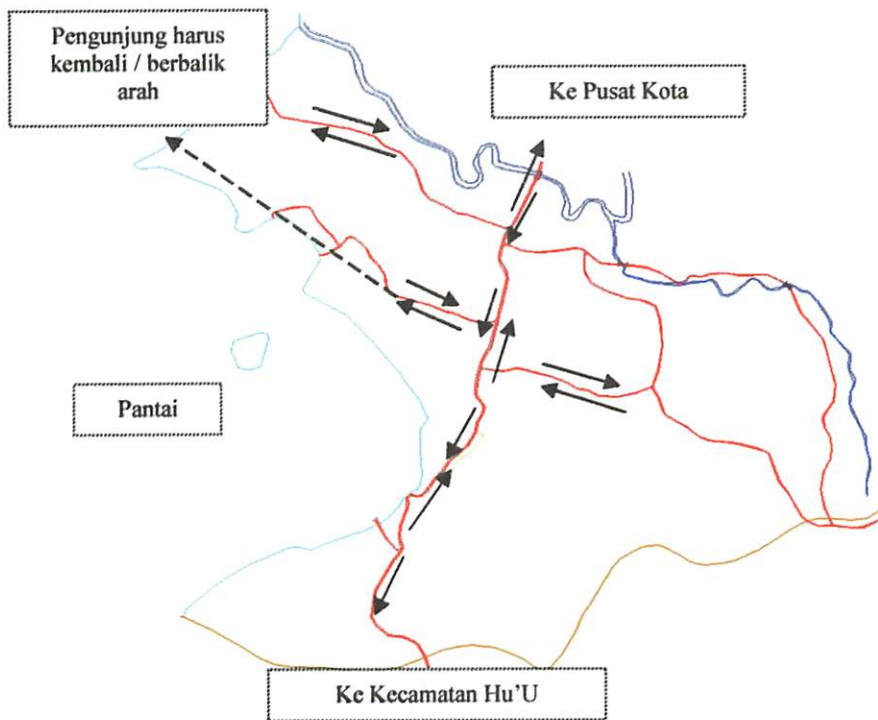 Pengunjung harus
kembali / berbalik
arah
Ke Pusat Kota
Pantai
Ke Kecamatan Hu'U